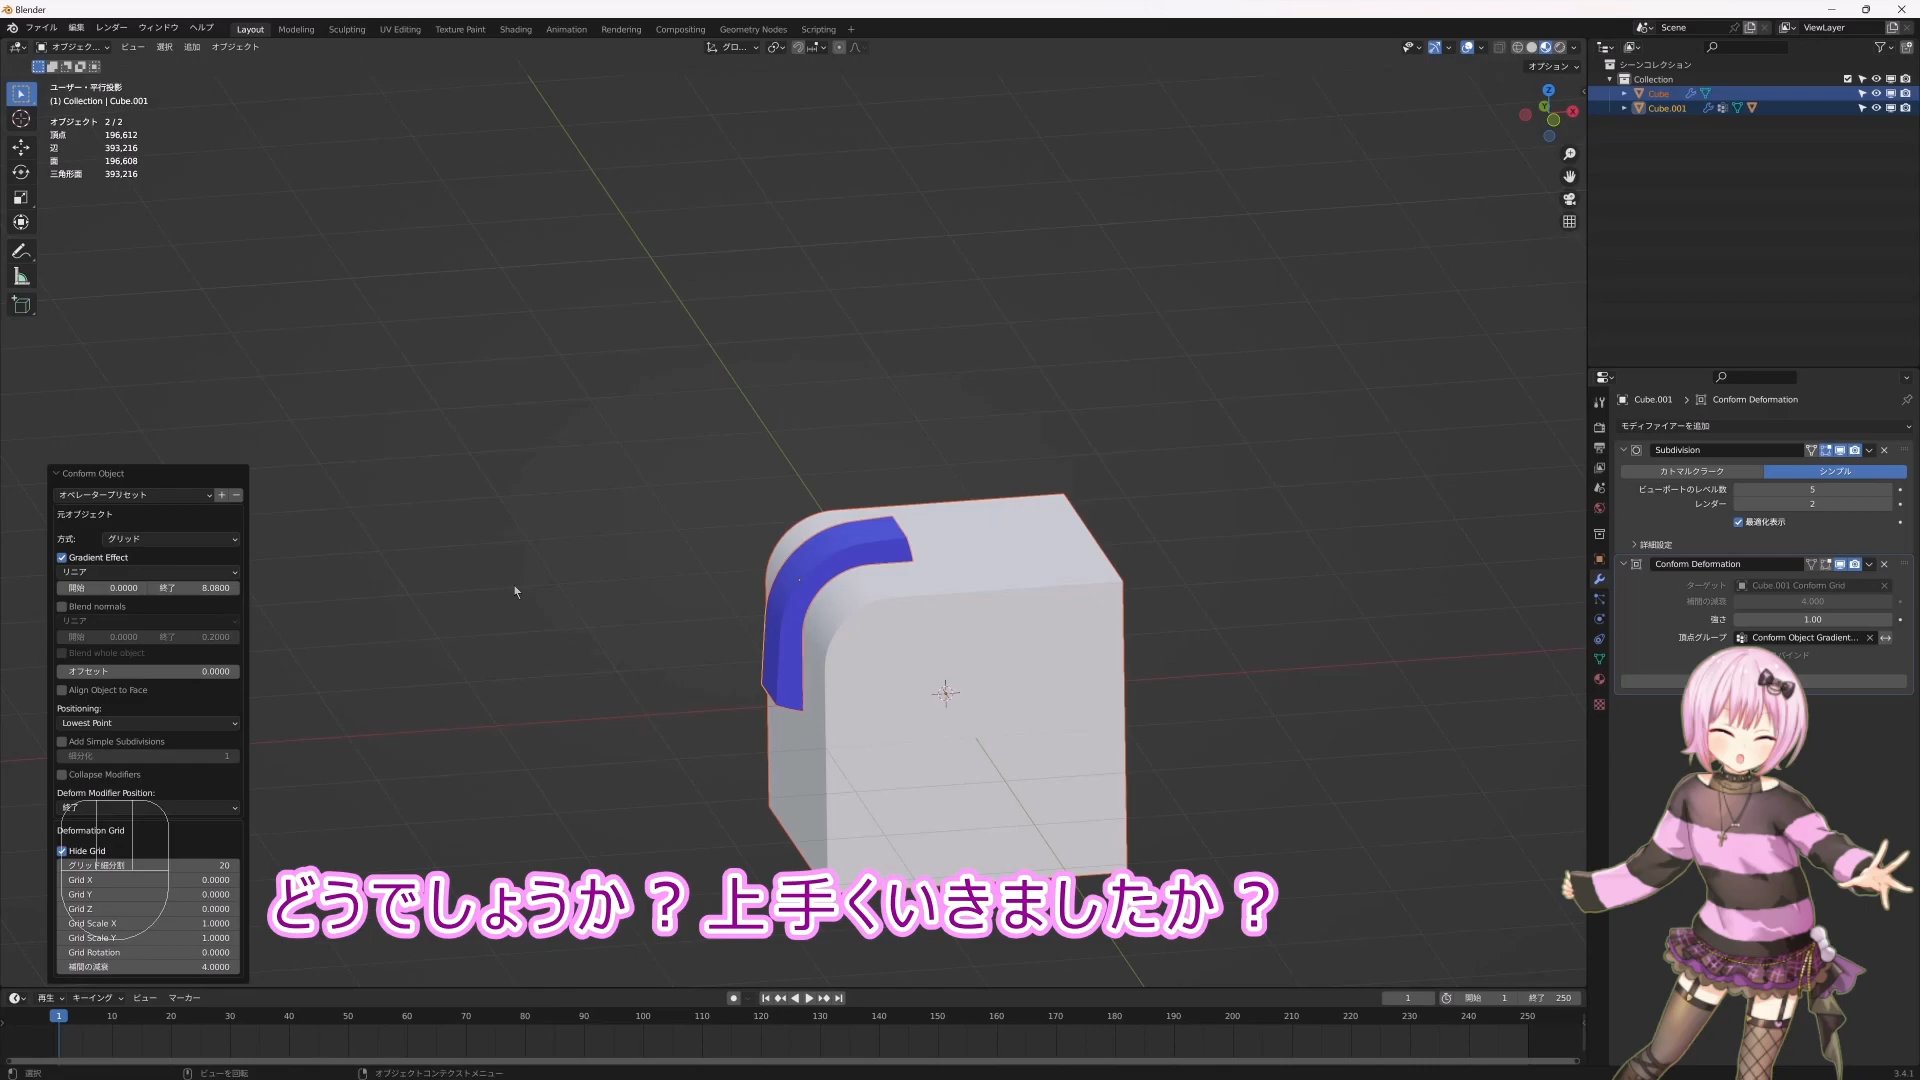 Blender
ファイル 編集 レンダー ウィンドウ ヘルプ Layout Modeling Sculpting UV Editing Texture Paint Shading Animation Rendering Compositing Geometry Nodes Scripting + Scene ViewLayer
オブジェク... ビュー 選択 追加 オブジェクト グロ...
オプション
ユーザー・平行投影
(1) Collection | Cube.001
オブジェクト 2 / 2
頂点 196,612
辺 393,216
面 196,608
三角形面 393,216
Z
Y
X
シーンコレクション
Collection
Cube
Cube.001
Cube.001 > Conform Deformation
モディファイアーを追加
Subdivision
カトマルクラーク シンプル
ビューポートのレベル数 5
レンダー 2
最適化表示
詳細設定
Conform Deformation
ターゲット Cube.001 Conform Grid
補間の減衰 4.000
強さ 1.00
頂点グループ Conform Object Gradient...
バインド
Conform Object
オペレータープリセット
元オブジェクト
方式: グリッド
Gradient Effect
リニア
開始 0.0000 終了 8.0800
Blend normals
リニア
開始 0.0000 終了 0.2000
Blend whole object
オフセット 0.0000
Align Object to Face
Positioning:
Lowest Point
Add Simple Subdivisions
細分化 1
Collapse Modifiers
Deform Modifier Position:
終了
Deformation Grid
Hide Grid
グリッド細分割 20
Grid X 0.0000
Grid Y 0.0000
Grid Z 0.0000
Grid Scale X 1.0000
Grid Scale Y 1.0000
Grid Rotation 0.0000
補間の減衰 4.0000
どうでしょうか？上手くいきましたか？
再生 キーイング ビュー マーカー 1 開始 1 終了 250
1 10 20 30 40 50 60 70 80 90 100 110 120 130 140 150 160 170 180 190 200 210 220 230 240 250
選択 ビューを回転 オブジェクトコンテクストメニュー 3.4.1